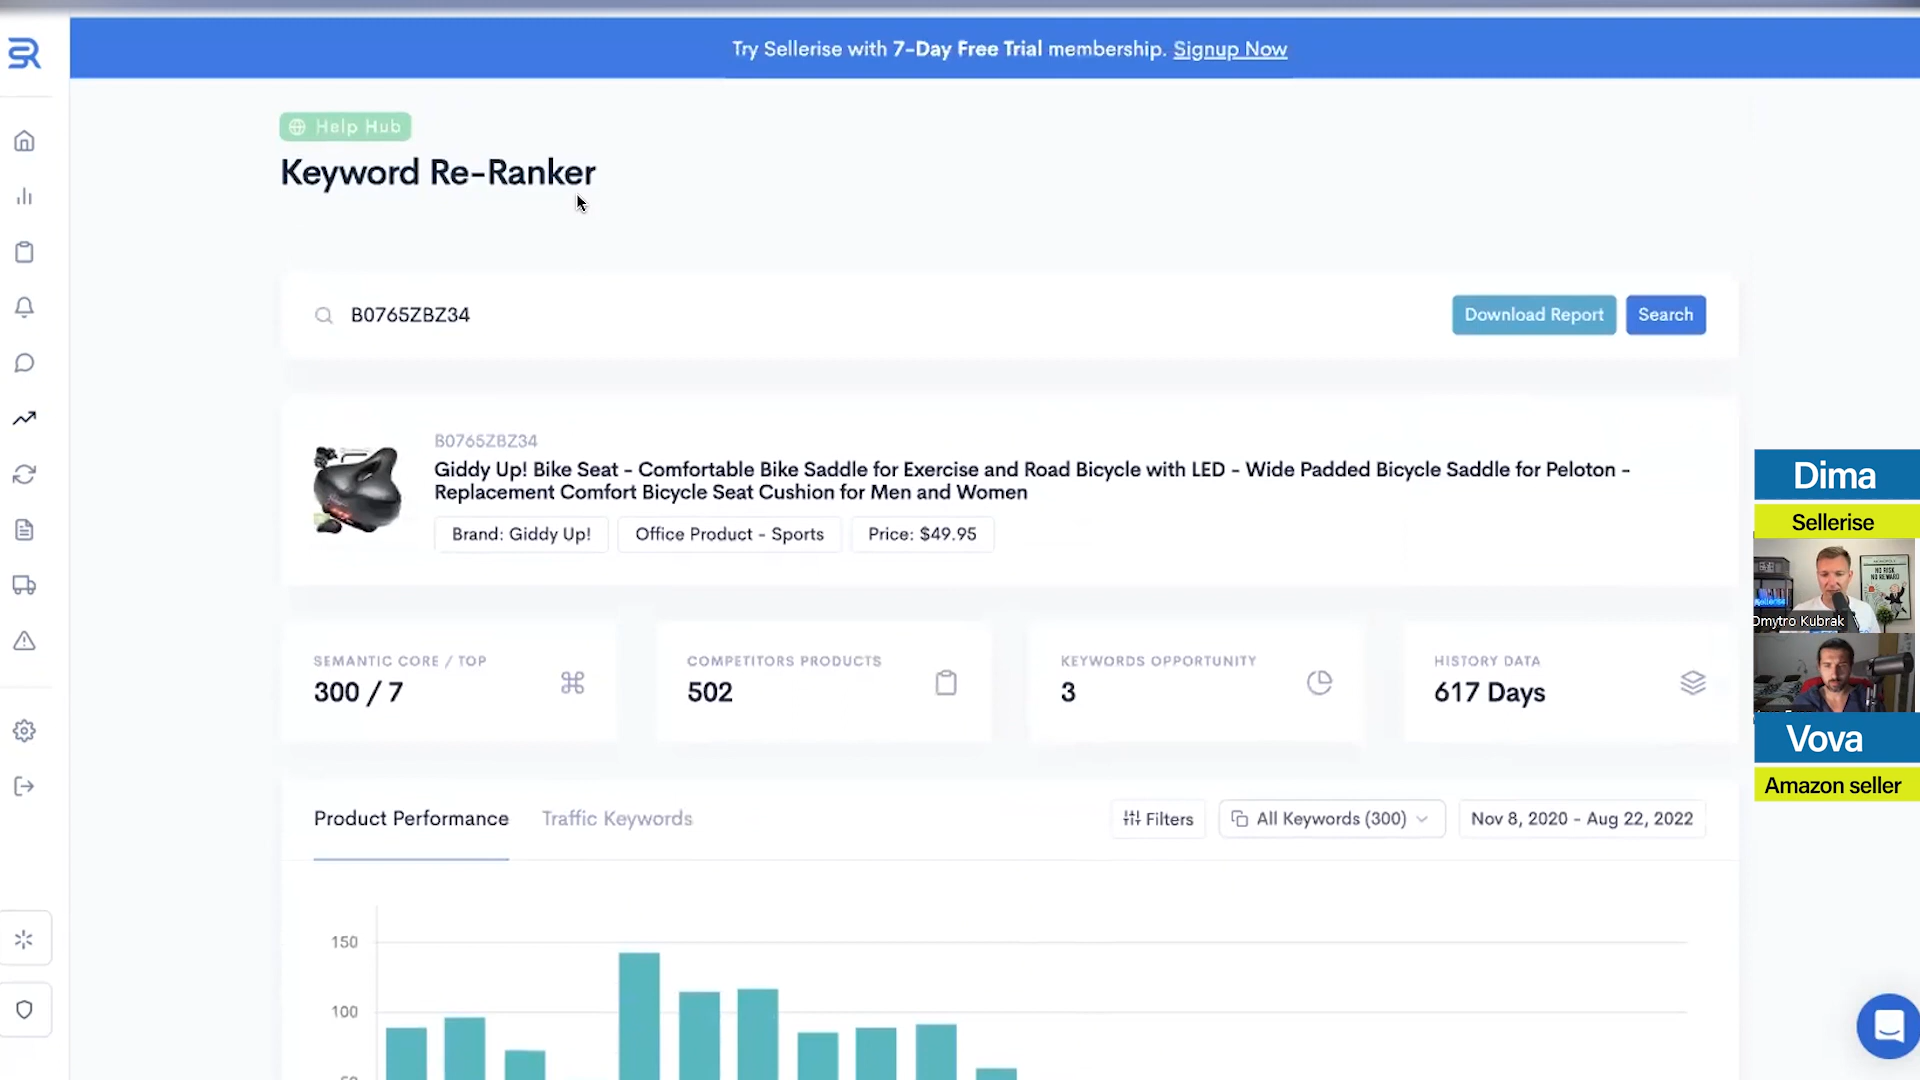 SR
Try Sellerise with 7-Day Free Trial membership. Signup Now
Help Hub
Keyword Re-Ranker
B0765ZBZ34
Download Report
Search
B0765ZBZ34
Giddy Up! Bike Seat - Comfortable Bike Saddle for Exercise and Road Bicycle with LED - Wide Padded Bicycle Saddle for Peloton -
Replacement Comfort Bicycle Seat Cushion for Men and Women
Brand: Giddy Up!
Office Product - Sports
Price: $49.95
SEMANTIC CORE / TOP
300 / 7
COMPETITORS PRODUCTS
502
KEYWORDS OPPORTUNITY
3
HISTORY DATA
617 Days
Product Performance
Traffic Keywords
Filters
All Keywords (300)
Nov 8, 2020 - Aug 22, 2022
150
100
Dima
Sellerise
NO RISK
NO REWARD
Dmytro Kubrak
Vova
Amazon seller